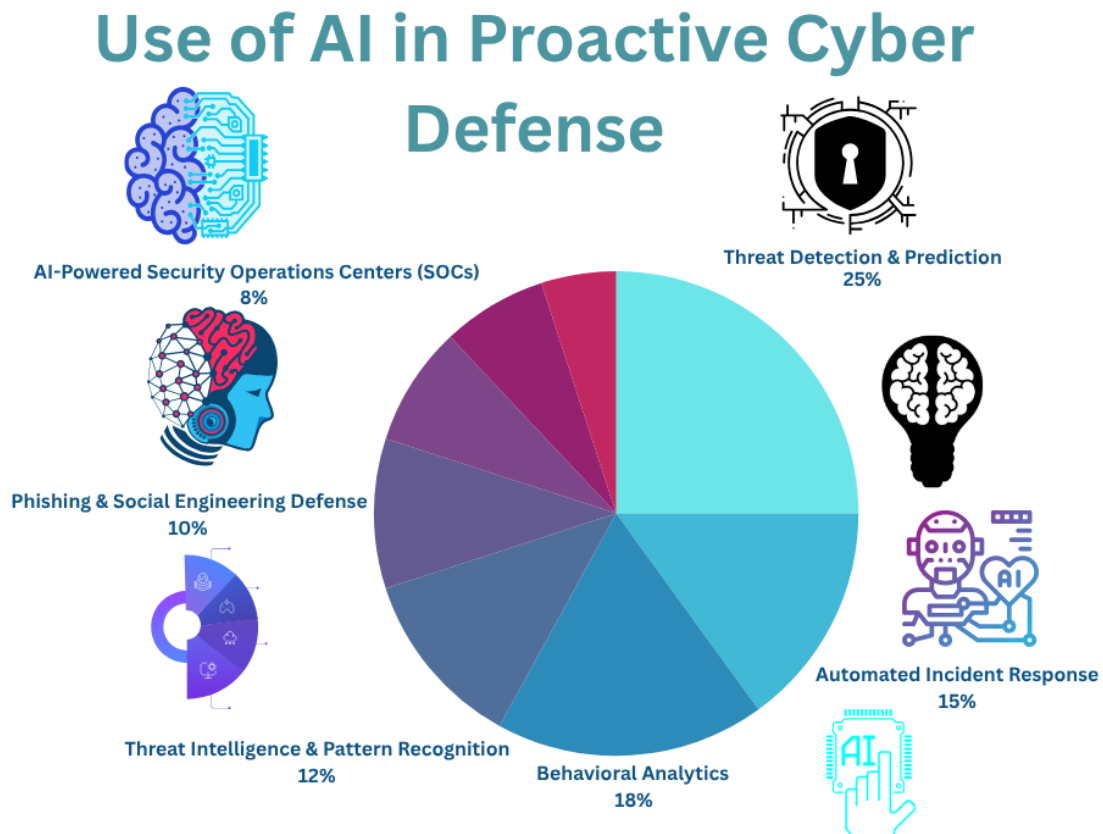 Use of AI in Proactive Cyber
Defense
AI-Powered Security Operations Centers (SOCs)
8%
Threat Detection & Prediction
25%
Phishing & Social Engineering Defense
10%
AI
Automated Incident Response
15%
Threat Intelligence & Pattern Recognition
12%
Behavioral Analytics
18%
AI